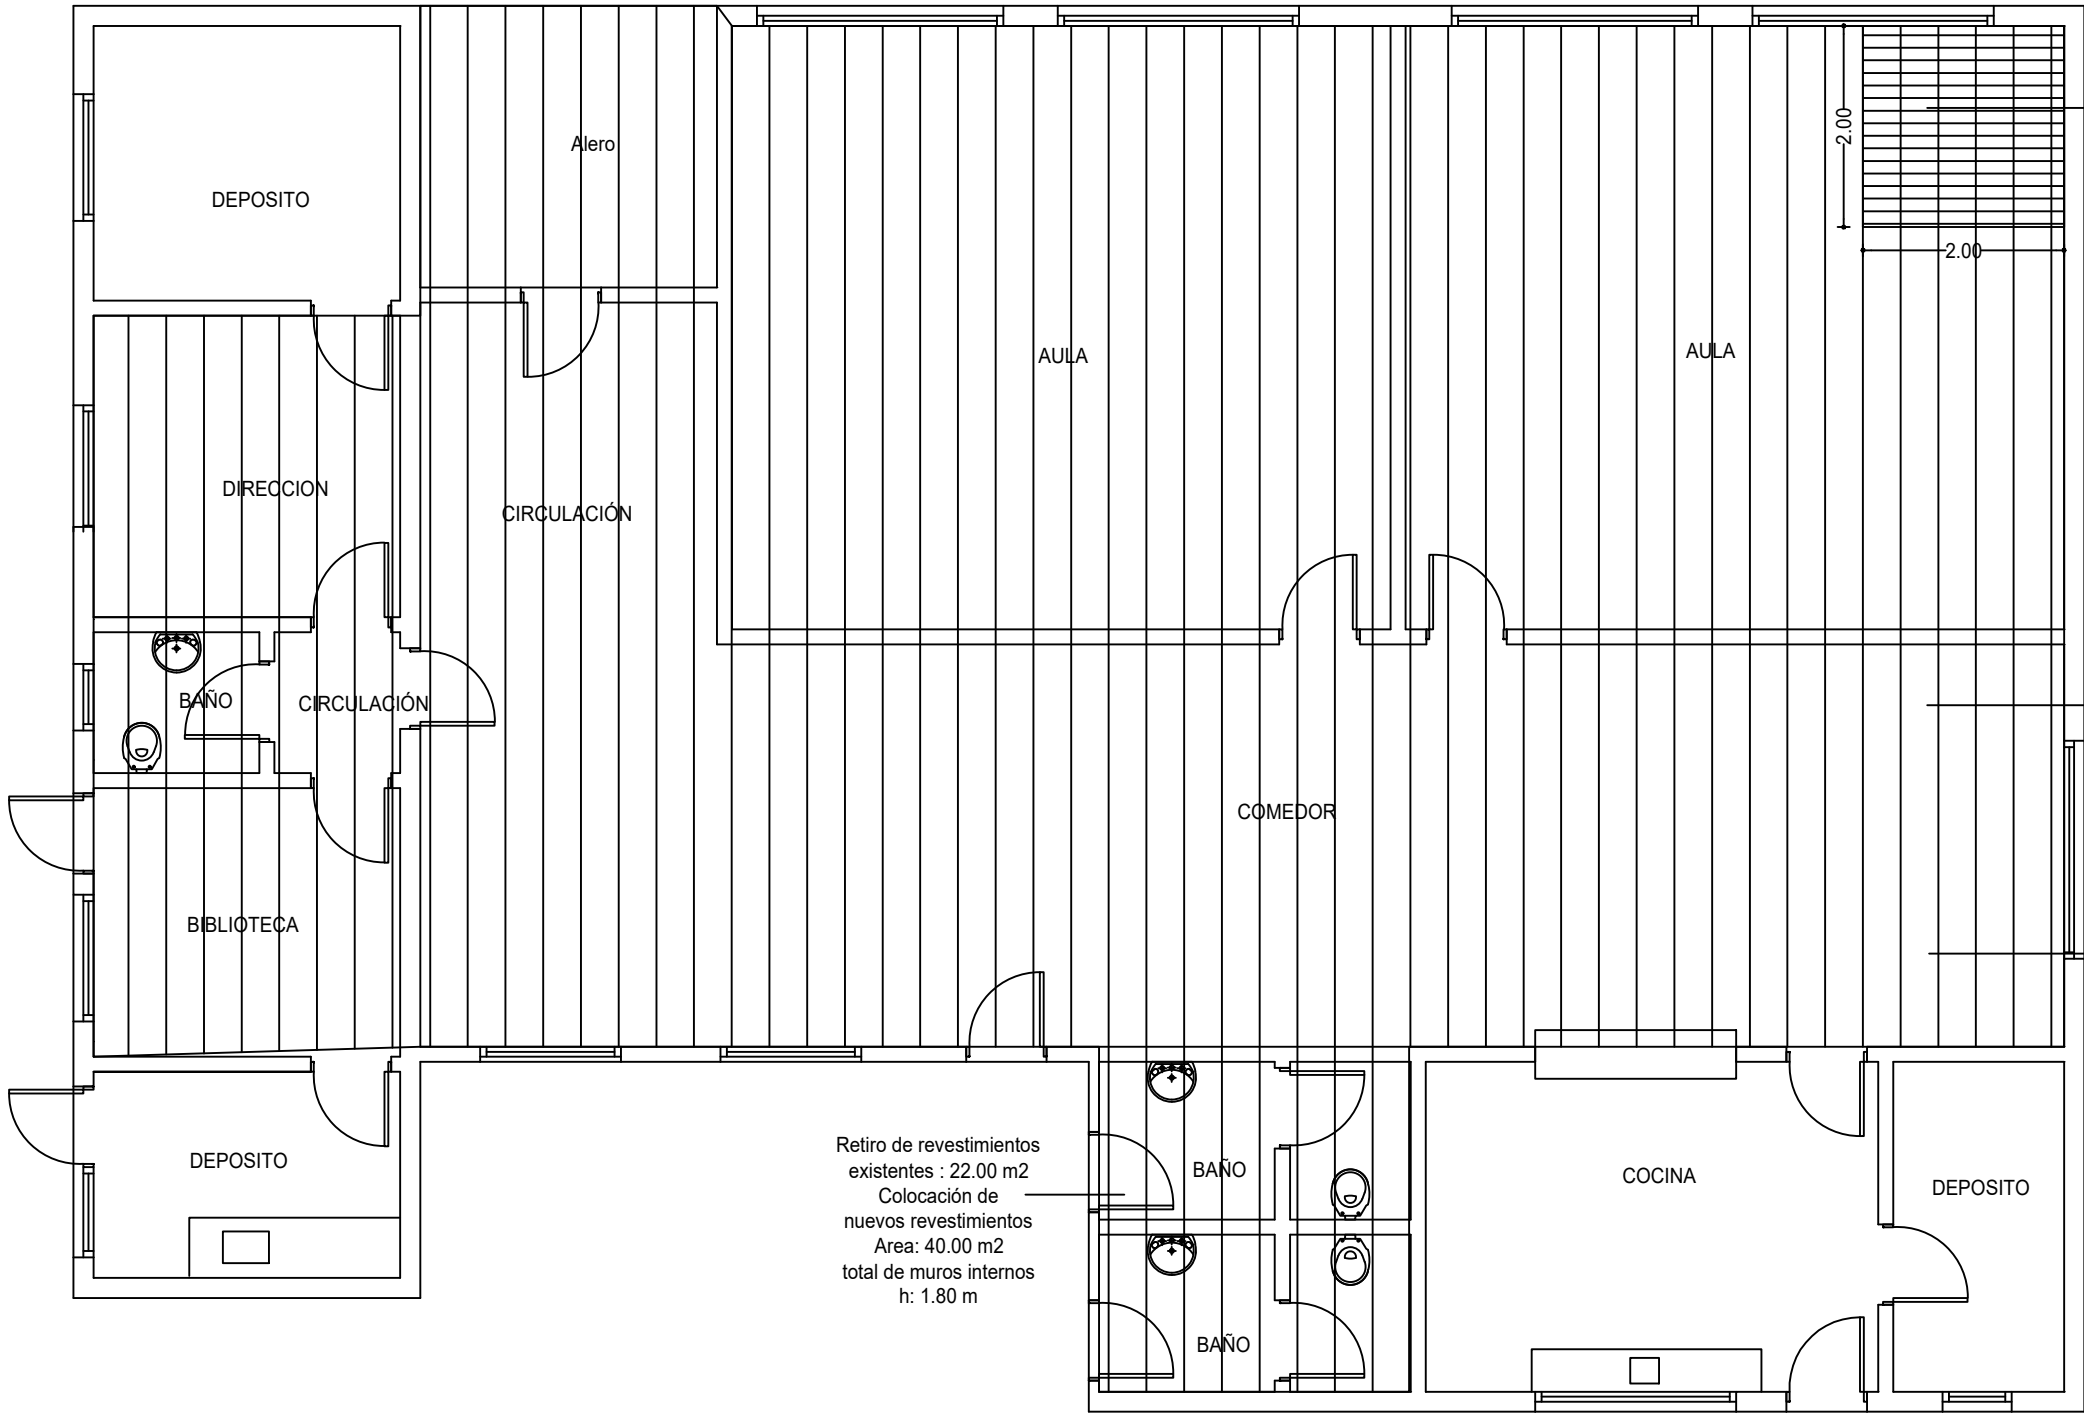 Alero
2.00
DEPOSITO
2.00
AULA
AULA
DIRECCION
CIRCULACIÓN
BAÑO
CIRCULACIÓN
COMEDOR
BIBLIOTECA
DEPOSITO
Retiro de revestimientos
existentes : 22.00 m2
Colocación de
nuevos revestimientos
Area: 40.00 m2
total de muros internos
h: 1.80 m
BAÑO
COCINA
DEPOSITO
BAÑO